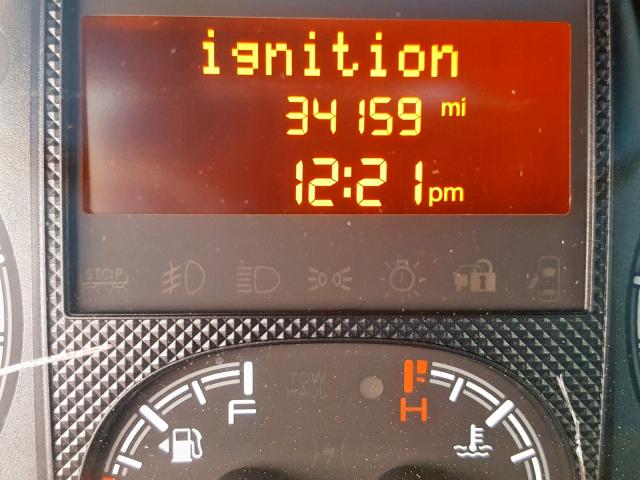 ignition
34159 mi
12:21 pm
STOP
TOW
HAUL
F
H